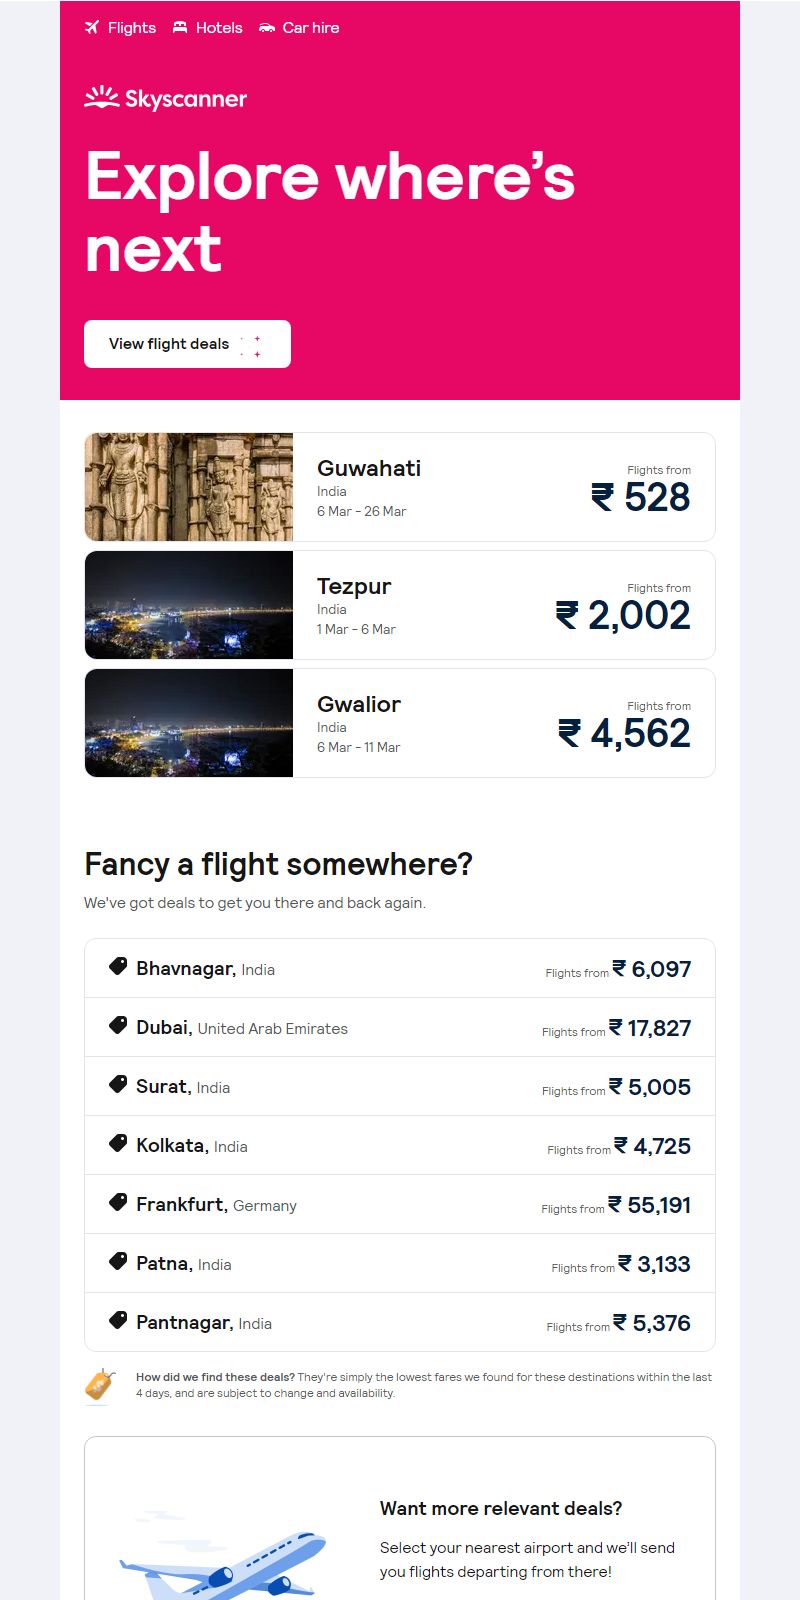 Flights Hotels Car hire
Skyscanner
Explore where’s
next
View flight deals
Guwahati
India
6 Mar - 26 Mar
Flights from
₹ 528
Tezpur
India
1 Mar - 6 Mar
Flights from
₹ 2,002
Gwalior
India
6 Mar - 11 Mar
Flights from
₹ 4,562
Fancy a flight somewhere?
We've got deals to get you there and back again.
Bhavnagar, India Flights from ₹ 6,097
Dubai, United Arab Emirates Flights from ₹ 17,827
Surat, India Flights from ₹ 5,005
Kolkata, India Flights from ₹ 4,725
Frankfurt, Germany Flights from ₹ 55,191
Patna, India Flights from ₹ 3,133
Pantnagar, India Flights from ₹ 5,376
How did we find these deals? They're simply the lowest fares we found for these destinations within the last
4 days, and are subject to change and availability.
Want more relevant deals?
Select your nearest airport and we’ll send
you flights departing from there!